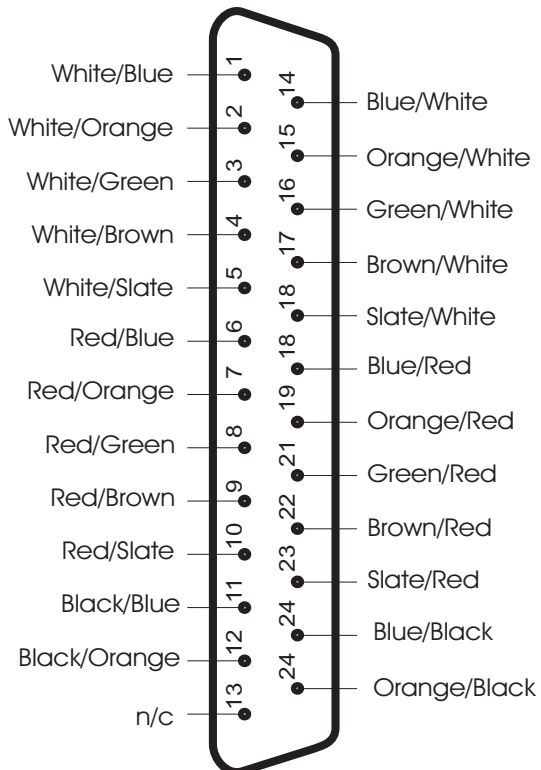 White/Blue 1
14 Blue/White
White/Orange 2
15 Orange/White
White/Green 3
16 Green/White
White/Brown 4
17 Brown/White
White/Slate 5
18 Slate/White
Red/Blue 6
18 Blue/Red
Red/Orange 7
19 Orange/Red
Red/Green 8
21 Green/Red
Red/Brown 9
22 Brown/Red
Red/Slate 10
23 Slate/Red
Black/Blue 11
24 Blue/Black
Black/Orange 12
24 Orange/Black
n/c 13